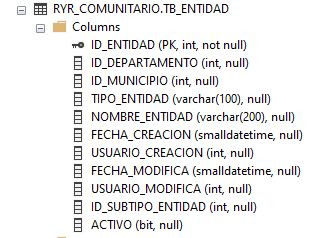 RYR_COMUNITARIO.TB_ENTIDAD
Columns
ID_ENTIDAD (PK, int, not null)
ID_DEPARTAMENTO (int, null)
ID_MUNICIPIO (int, null)
TIPO_ENTIDAD (varchar(100), null)
NOMBRE_ENTIDAD (varchar(200), null)
FECHA_CREACION (smalldatetime, null)
USUARIO_CREACION (int, null)
FECHA_MODIFICA (smalldatetime, null)
USUARIO_MODIFICA (int, null)
ID_SUBTIPO_ENTIDAD (int, null)
ACTIVO (bit, null)